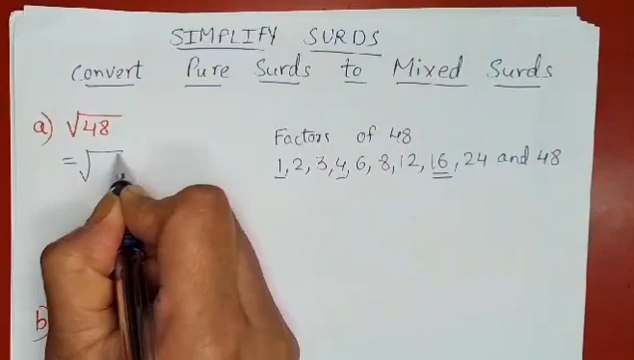 SIMPLIFY SURDS
Convert Pure Surds to Mixed Surds
a) √48
Factors of 48
= √
1, 2, 3, 4, 6, 8, 12, 16, 24 and 48
b)